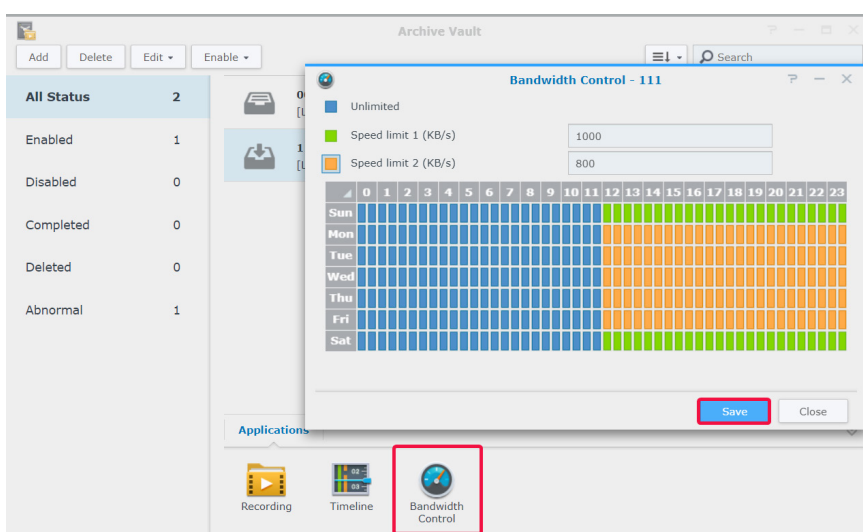 Archive Vault
Add Delete Edit Enable Search
Bandwidth Control - 111
All Status 2
Enabled 1
Disabled 0
Completed 0
Deleted 0
Abnormal 1
Unlimited
Speed limit 1 (KB/s) 1000
Speed limit 2 (KB/s) 800
0 1 2 3 4 5 6 7 8 9 10 11 12 13 14 15 16 17 18 19 20 21 22 23
Sun
Mon
Tue
Wed
Thu
Fri
Sat
Save Close
Applications
Recording Timeline Bandwidth
Control